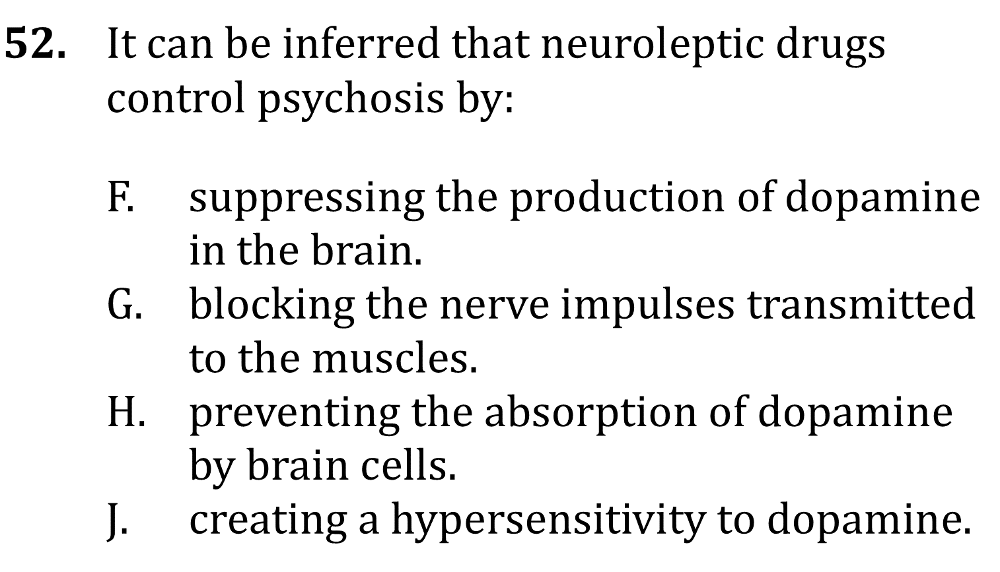 52. It can be inferred that neuroleptic drugs
control psychosis by:
F. suppressing the production of dopamine
in the brain.
G. blocking the nerve impulses transmitted
to the muscles.
H. preventing the absorption of dopamine
by brain cells.
J. creating a hypersensitivity to dopamine.